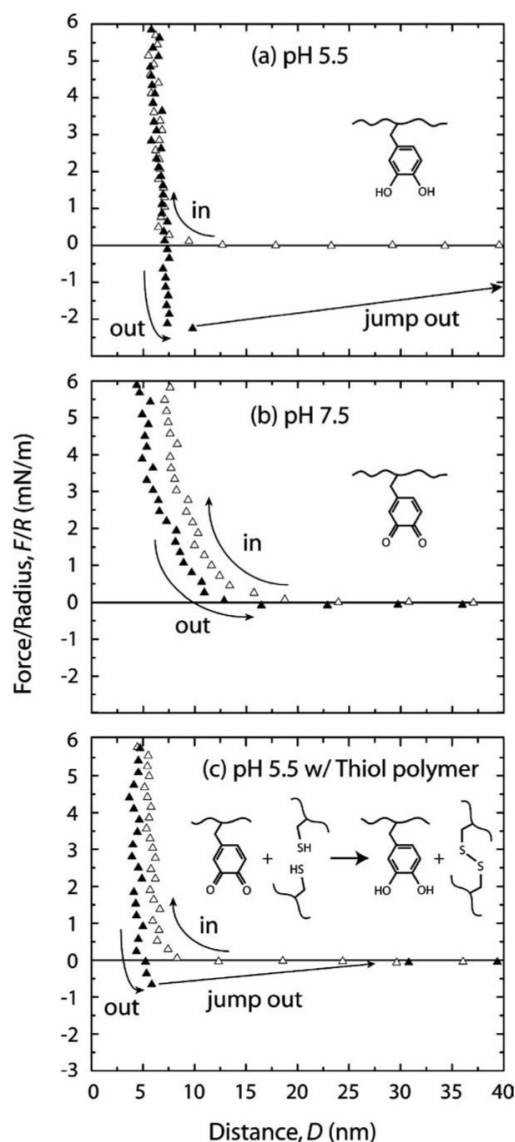 6
5
4
3
2
1
0
-1
-2
(a) pH 5.5
HO OH
in
out
jump out
6
5
4
3
2
1
0
-1
-2
(b) pH 7.5
O O
in
out
6
5
4
3
2
1
0
-1
-2
-3
(c) pH 5.5 w/ Thiol polymer
O O
+
SH
HS
HO OH
+
S
S
in
out
jump out
0 5 10 15 20 25 30 35 40
Distance, D (nm)
Force/Radius, F/R (mN/m)